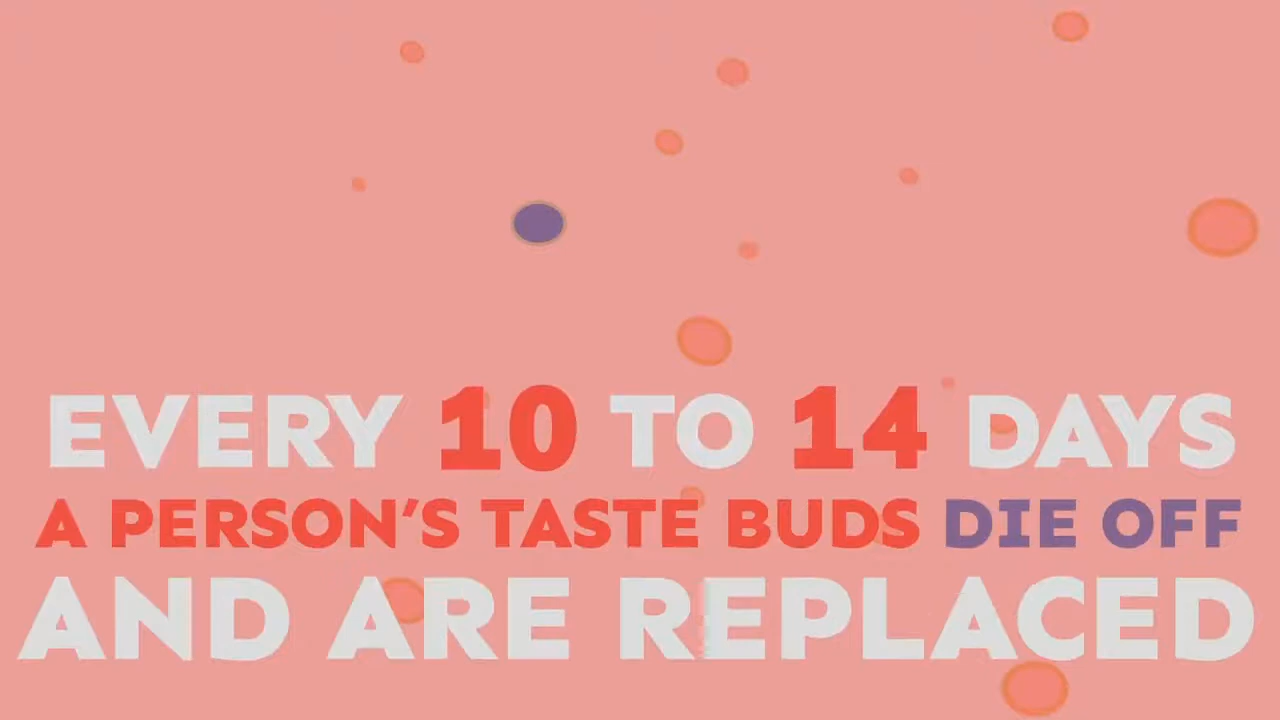 EVERY 10 TO 14 DAYS
A PERSON’S TASTE BUDS DIE OFF
AND ARE REPLACED